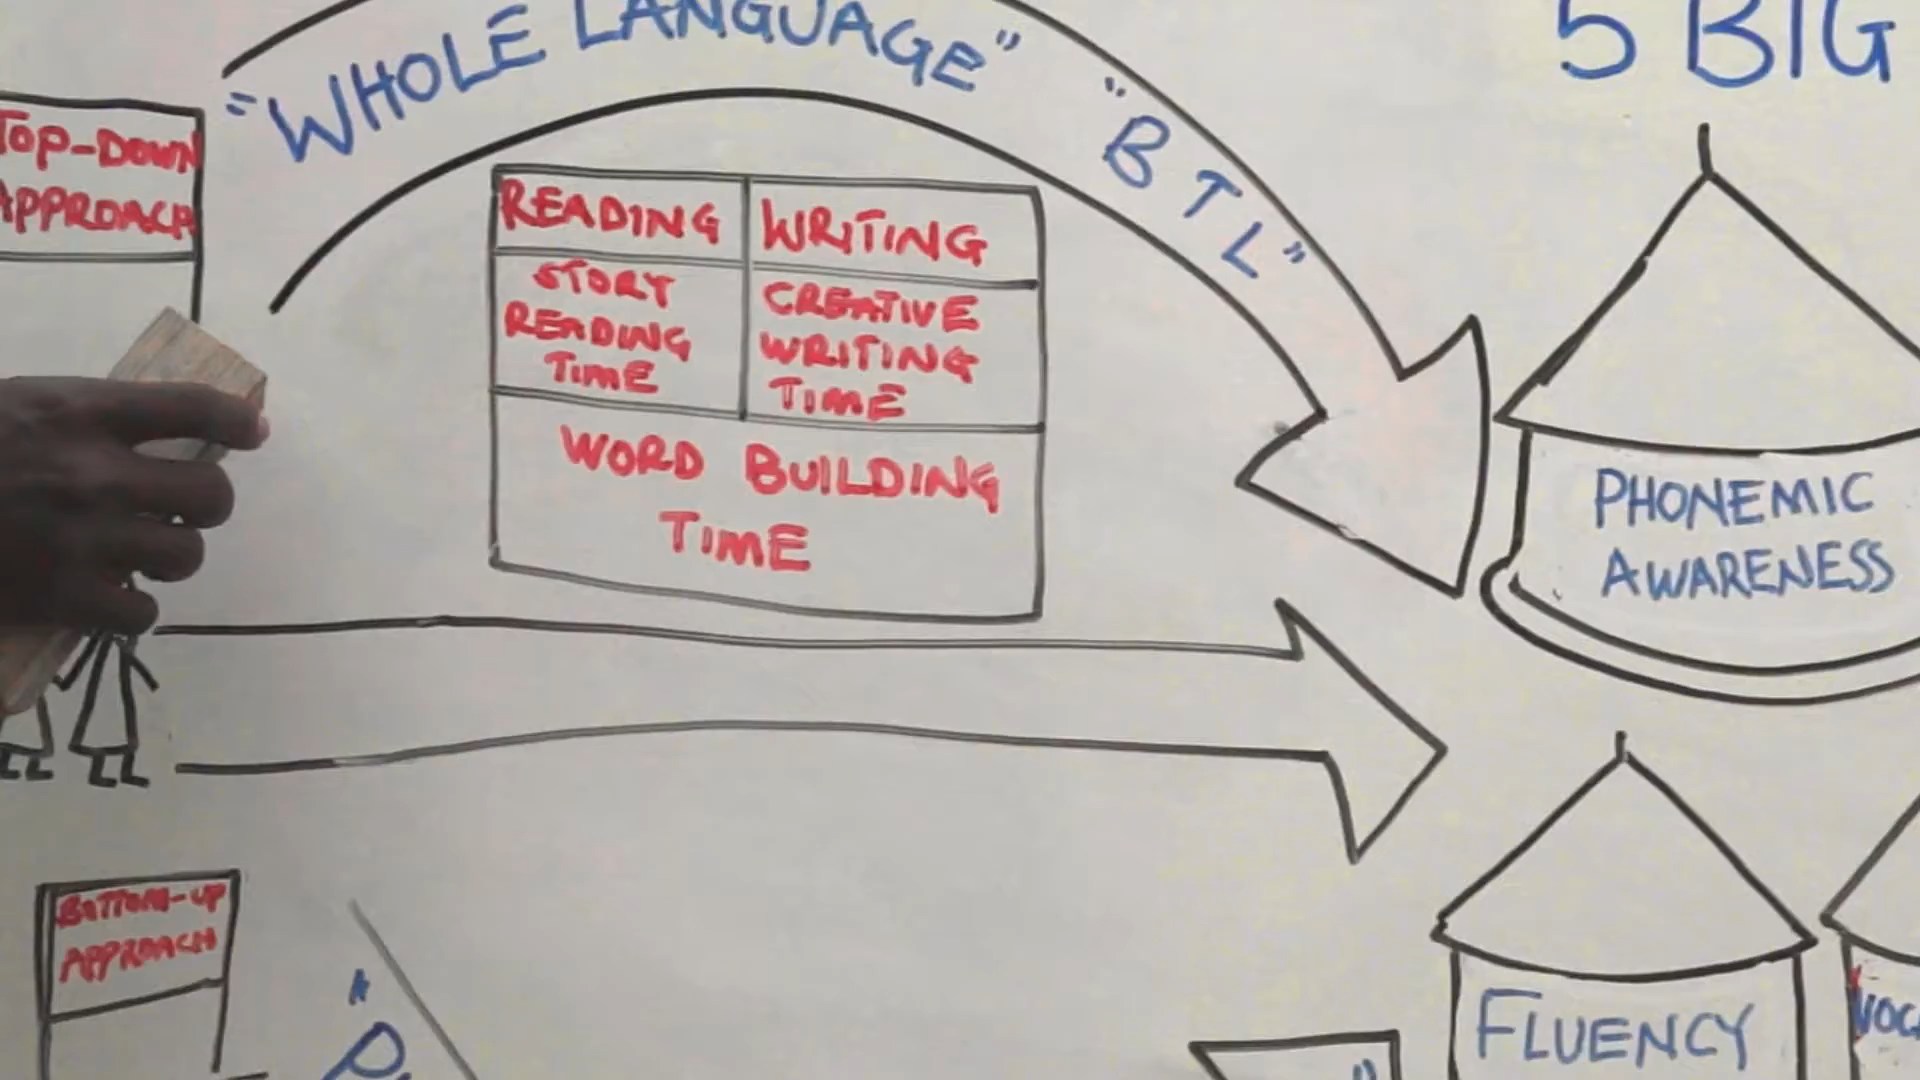 "WHOLE LANGUAGE" "BTL"
5 BIG
TOP-DOWN
APPROACH
READING
WRITING
STORY
READING
TIME
CREATIVE
WRITING
TIME
WORD BUILDING
TIME
PHONEMIC
AWARENESS
BOTTOM-UP
APPROACH
FLUENCY